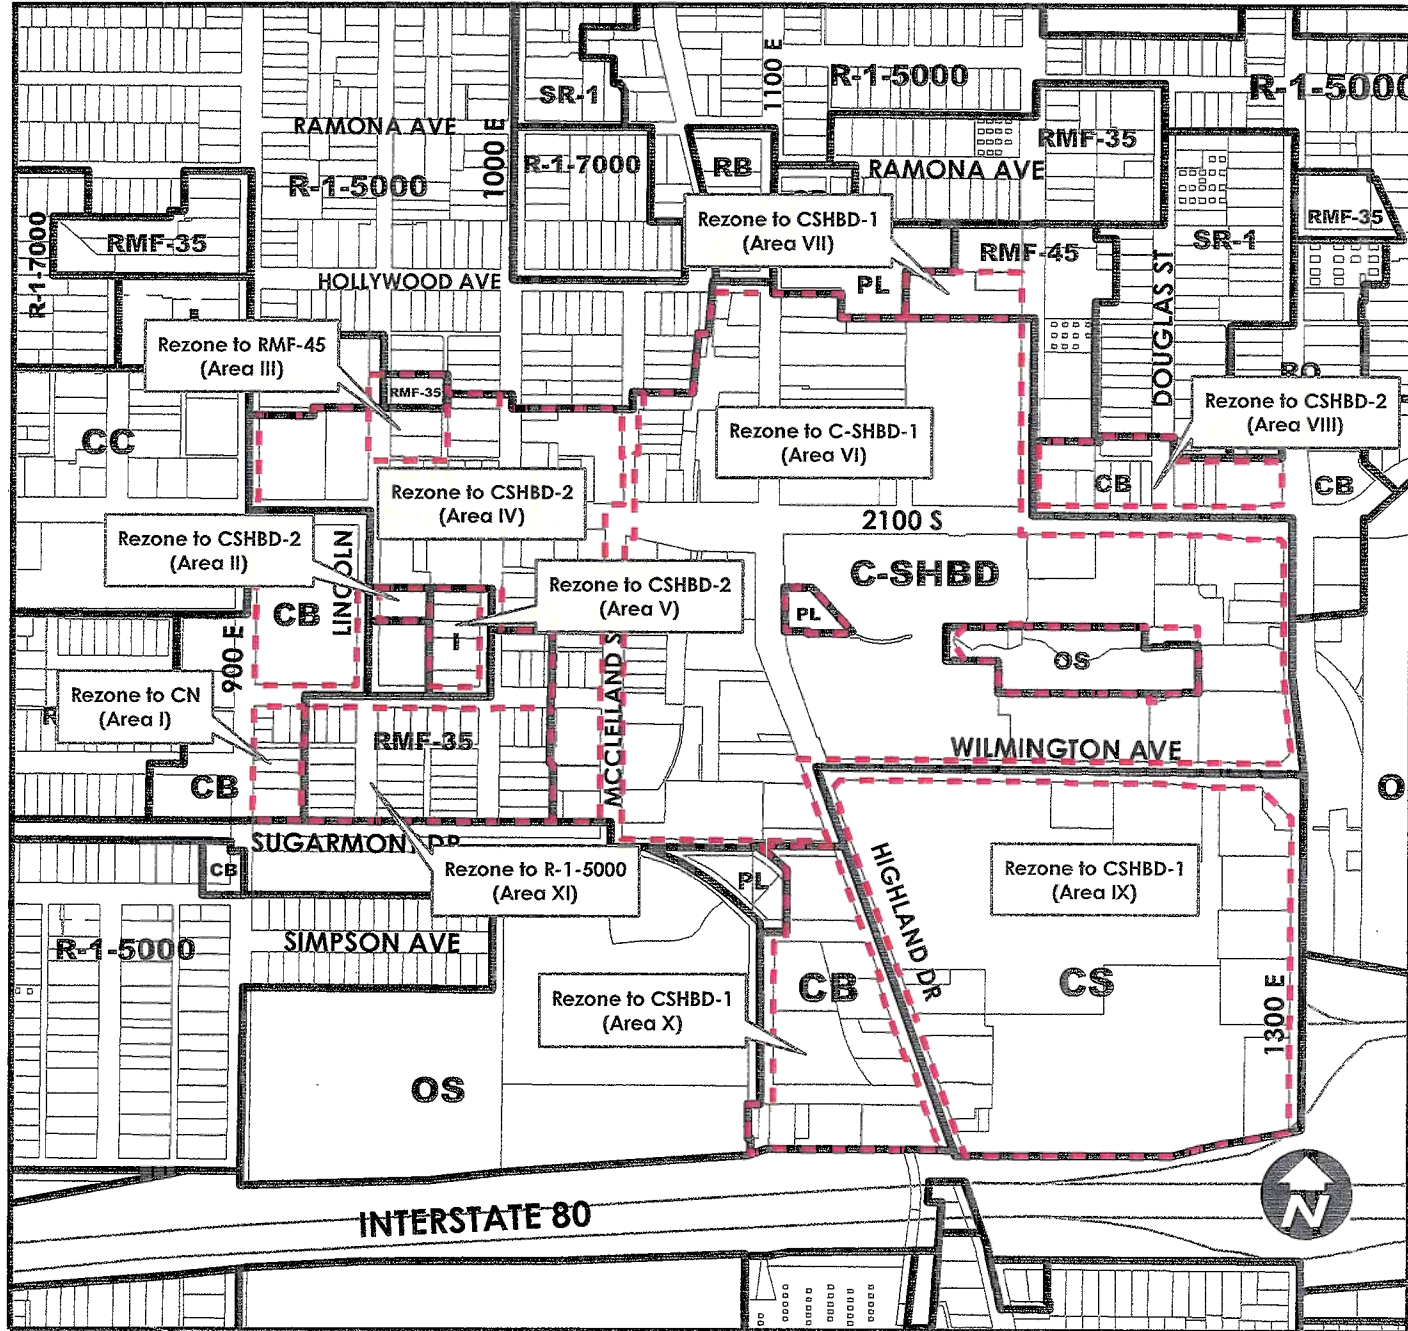 1100 E
R-1-5000
R-1-5000
SR-1
RAMONA AVE
1000 E
R-1-7000
RB
RMF-35
RAMONA AVE
R-1-5000
RMF-35
R-1-7000
RMF-35
SR-1
Rezone to CSHBD-1
(Area VII)
RMF-45
DOUGLAS ST
HOLLYWOOD AVE
PL
Rezone to RMF-45
(Area III)
RMF-35
RO
Rezone to CSHBD-2
(Area VIII)
CC
Rezone to C-SHBD-1
(Area VI)
CB
CB
Rezone to CSHBD-2
(Area IV)
2100 S
Rezone to CSHBD-2
(Area II)
LINCOLN
C-SHBD
Rezone to CSHBD-2
(Area V)
CB
PL
I
900 E
MCCLELLAND S
OS
Rezone to CN
(Area I)
RMF-35
WILMINGTON AVE
CB
O
SUGARMONT DR
CB
Rezone to R-1-5000
(Area XI)
PL
HIGHLAND DR
Rezone to CSHBD-1
(Area IX)
R-1-5000
SIMPSON AVE
CB
CS
Rezone to CSHBD-1
(Area X)
1300 E
OS
N
INTERSTATE 80